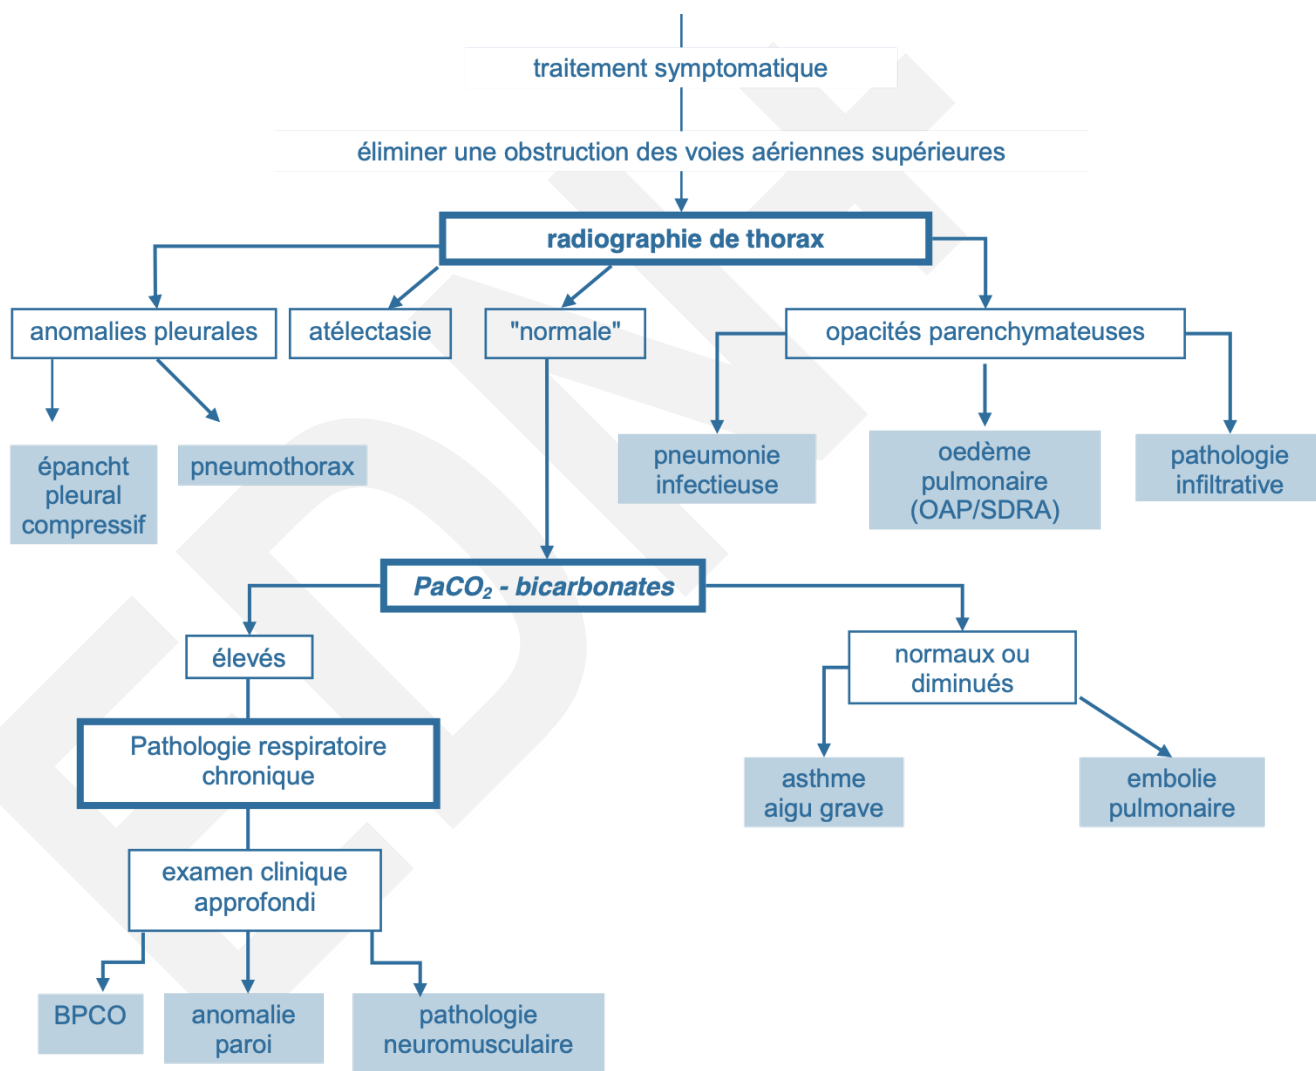 traitement symptomatique
éliminer une obstruction des voies aériennes supérieures
radiographie de thorax
anomalies pleurales
atélectasie
"normale"
opacités parenchymateuses
épancht
pleural
compressif
pneumothorax
pneumonie
infectieuse
oedème
pulmonaire
(OAP/SDRA)
pathologie
infiltrative
PaCO₂ - bicarbonates
élevés
normaux ou
diminués
Pathologie respiratoire
chronique
asthme
aigu grave
embolie
pulmonaire
examen clinique
approfondi
BPCO
anomalie
paroi
pathologie
neuromusculaire